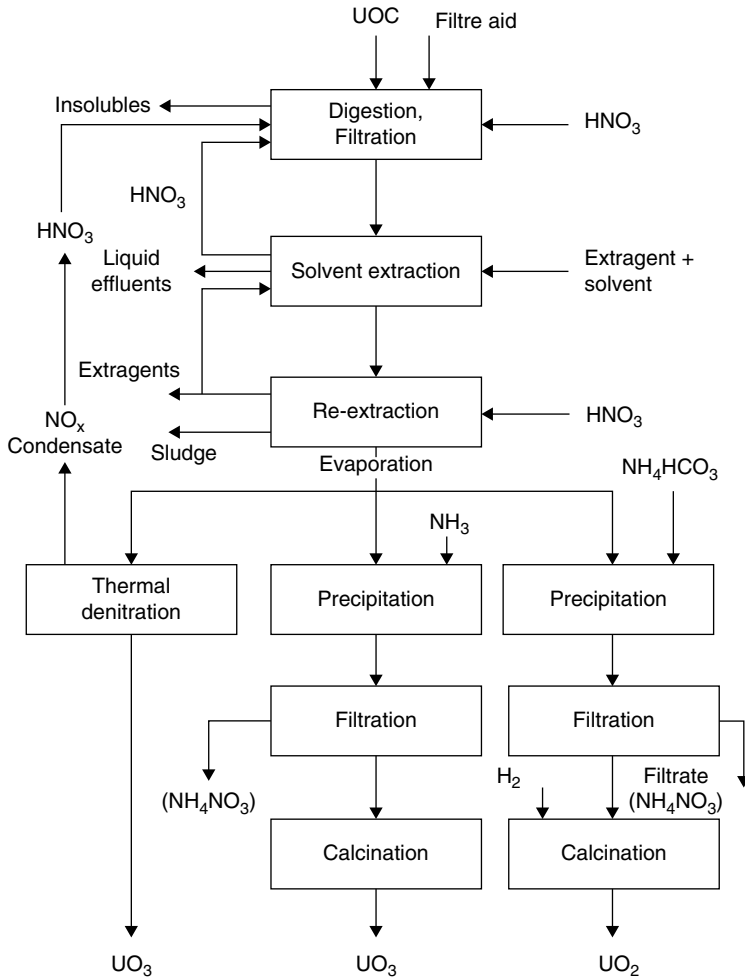 UOC
Filtre aid
Insolubles
Digestion,
Filtration
HNO₃
HNO₃
HNO₃
Liquid
effluents
Solvent extraction
Extragent +
solvent
Extragents
Re-extraction
HNO₃
NOₓ
Condensate
Sludge
Evaporation
NH₄HCO₃
NH₃
Thermal
denitration
Precipitation
Precipitation
Filtration
Filtration
(NH₄NO₃)
H₂
Filtrate
(NH₄NO₃)
Calcination
Calcination
UO₃
UO₃
UO₂